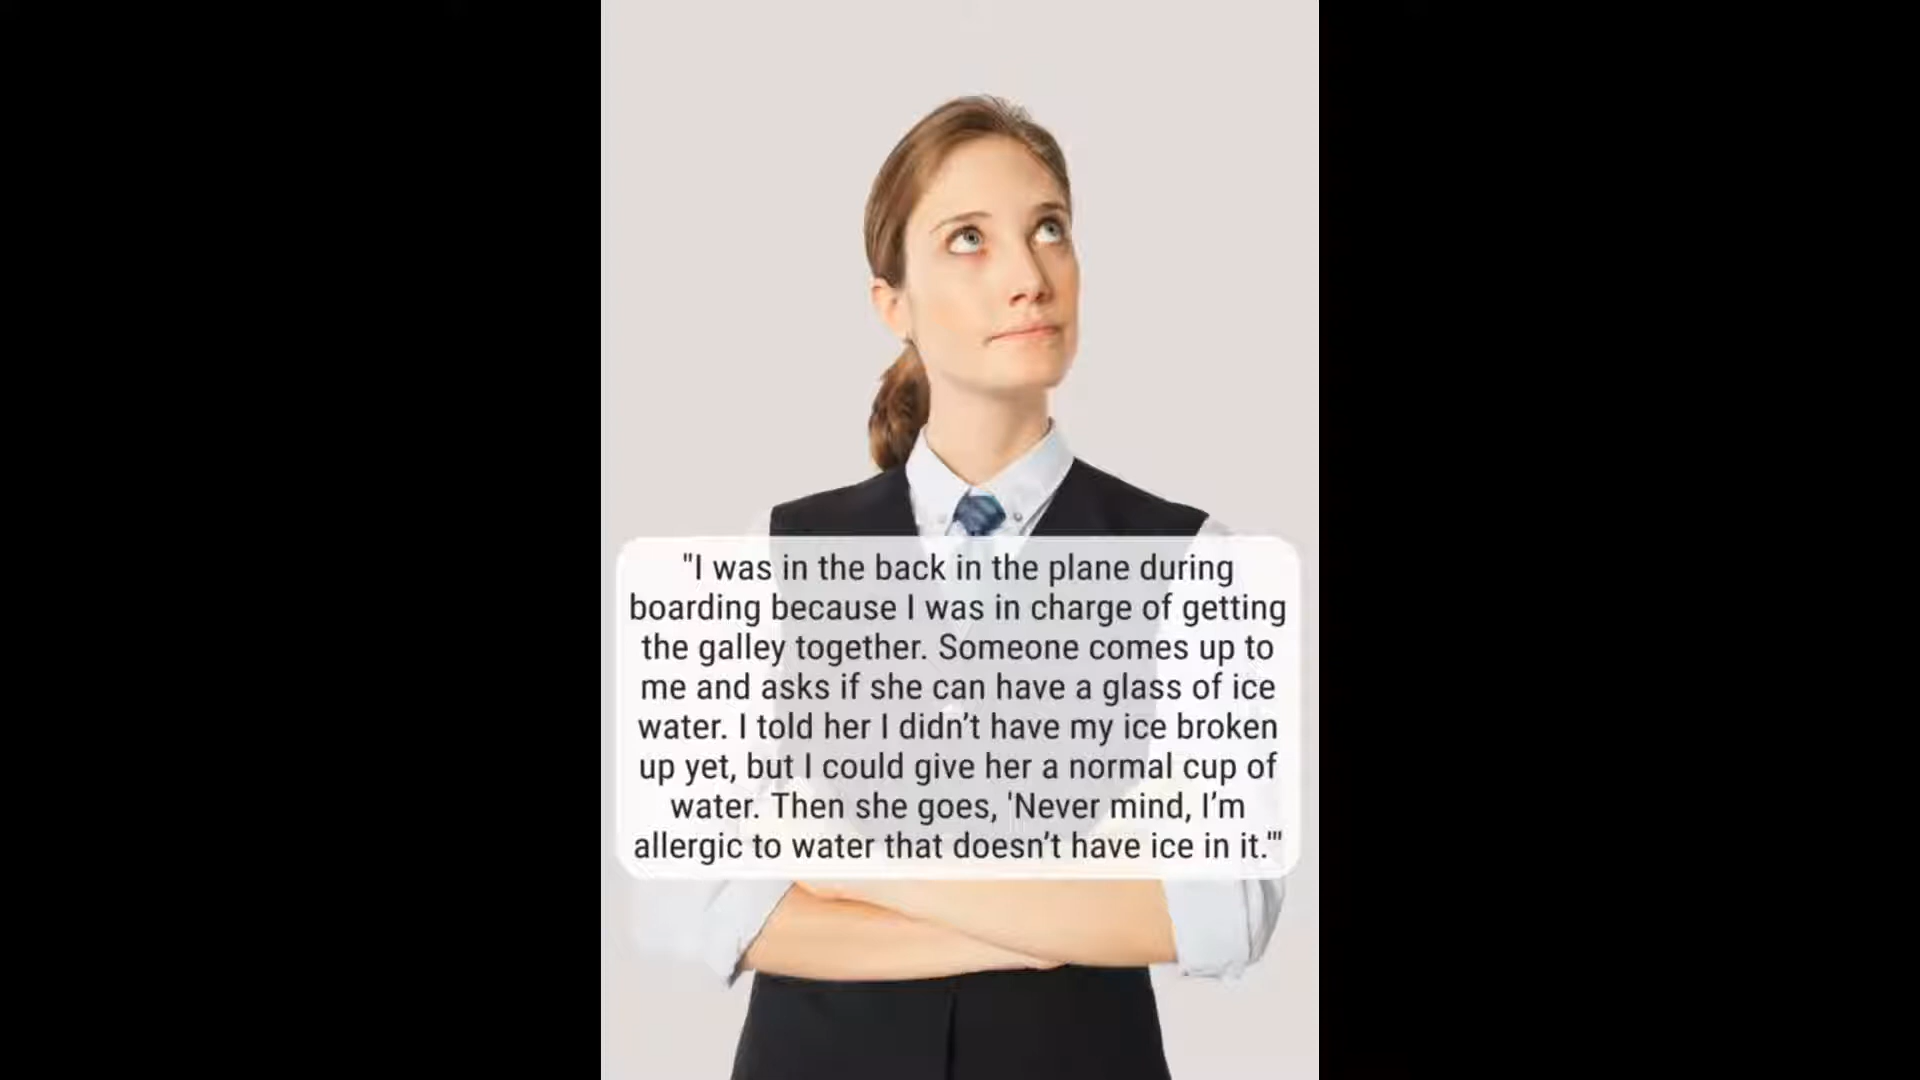 "I was in the back in the plane during
boarding because I was in charge of getting
the galley together. Someone comes up to
me and asks if she can have a glass of ice
water. I told her I didn’t have my ice broken
up yet, but I could give her a normal cup of
water. Then she goes, 'Never mind, I’m
allergic to water that doesn’t have ice in it.'"